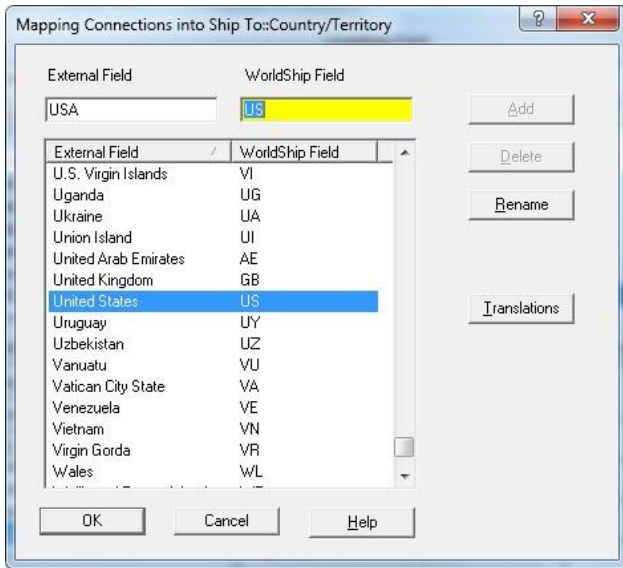 Mapping Connections into Ship To::Country/Territory
External Field WorldShip Field
USA US
Add
External Field WorldShip Field
Delete
U.S. Virgin Islands VI
Uganda UG
Rename
Ukraine UA
Union Island UI
United Arab Emirates AE
United Kingdom GB
United States US
Translations
Uruguay UY
Uzbekistan UZ
Vanuatu VU
Vatican City State VA
Venezuela VE
Vietnam VN
Virgin Gorda VR
Wales WL
OK Cancel Help